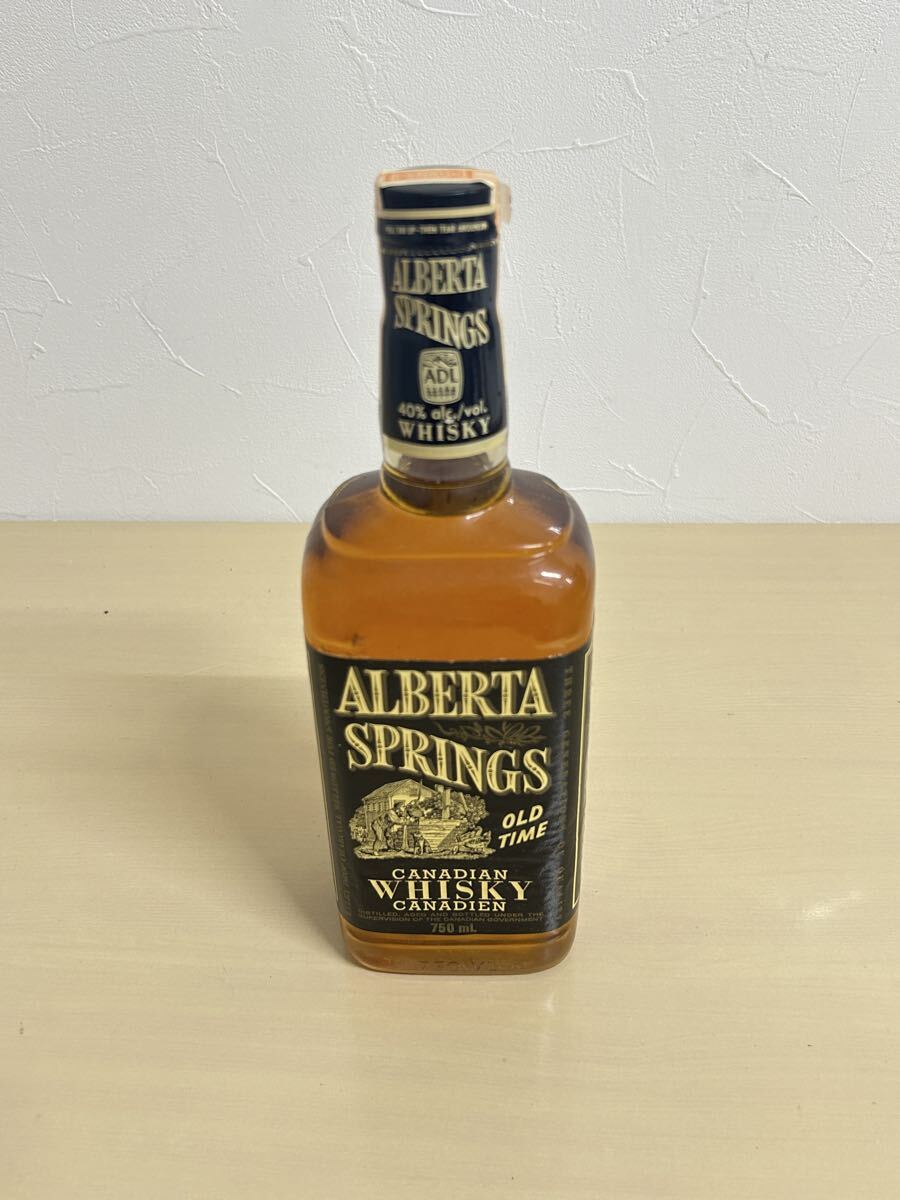 ALBERTA
SPRINGS
ADL
40% alc./vol.
WHISKY
ALBERTA
SPRINGS
OLD
TIME
CANADIAN
WHISKY
CANADIEN
DISTILLED, AGED AND BOTTLED UNDER THE
SUPERVISION OF THE CANADIAN GOVERNMENT
750 mL